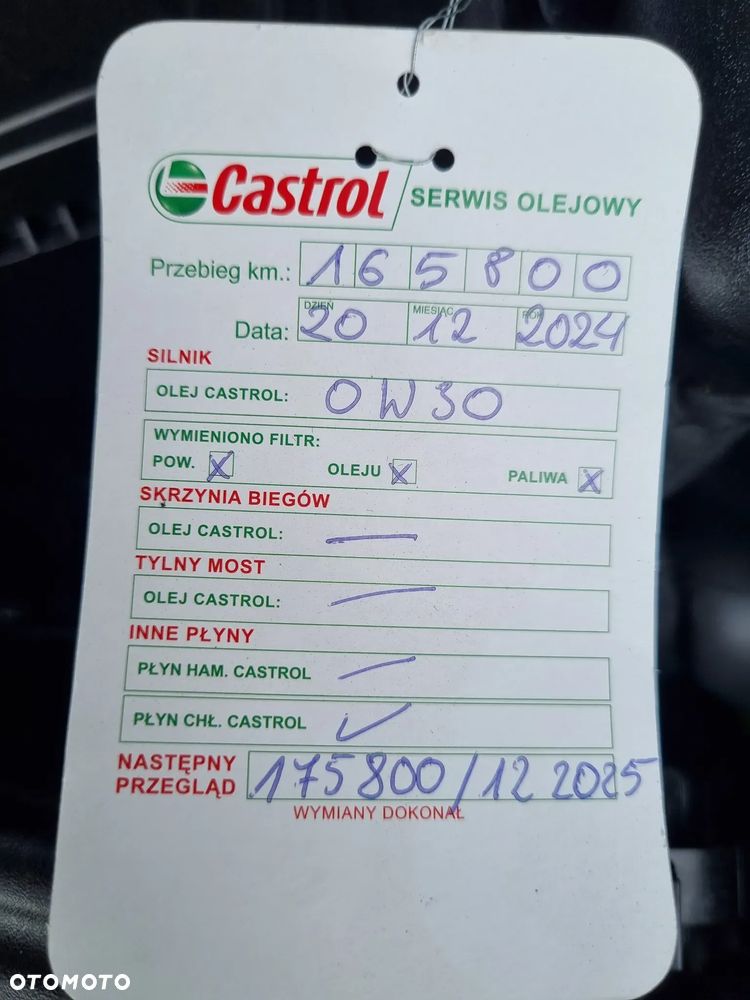 Castrol SERWIS OLEJOWY
Przebieg km.: 165800
DZIEŃ MIESIĄC ROK
Data: 20 12 2024
SILNIK
OLEJ CASTROL: 0W30
WYMIENIONO FILTR:
POW. X OLEJU X PALIWA X
SKRZYNIA BIEGÓW
OLEJ CASTROL: —
TYLNY MOST
OLEJ CASTROL: —
INNE PŁYNY
PŁYN HAM. CASTROL —
PŁYN CHŁ. CASTROL ✓
NASTĘPNY
PRZEGLĄD 175800/12 2025
WYMIANY DOKONAŁ
OTOMOTO